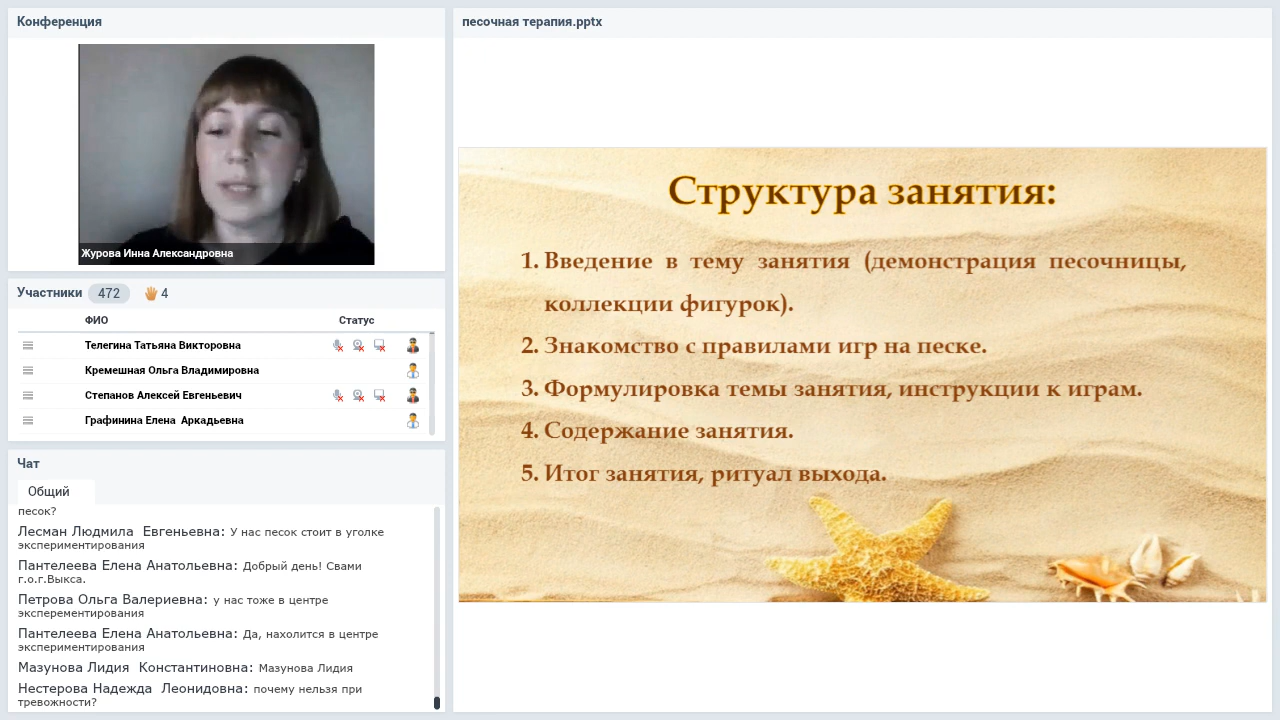 Конференция
Журова Инна Александровна
Участники 472 4
ФИО Статус
Телегина Татьяна Викторовна
Кремешная Ольга Владимировна
Степанов Алексей Евгеньевич
Графинина Елена Аркадьевна
Чат
Общий
песок?
Лесман Людмила Евгеньевна: У нас песок стоит в уголке
экспериментирования
Пантелеева Елена Анатольевна: Добрый день! Свами
г.о.г.Выкса.
Петрова Ольга Валериевна: у нас тоже в центре
эксперементирования
Пантелеева Елена Анатольевна: Да, нахолится в центре
экспериментирования
Мазунова Лидия Константиновна: Мазунова Лидия
Нестерова Надежда Леонидовна: почему нельзя при
тревожности?
песочная терапия.pptx
Структура занятия:
1. Введение в тему занятия (демонстрация песочницы,
коллекции фигурок).
2. Знакомство с правилами игр на песке.
3. Формулировка темы занятия, инструкции к играм.
4. Содержание занятия.
5. Итог занятия, ритуал выхода.